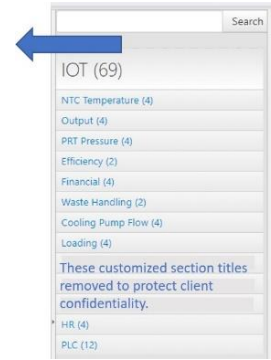 Search
IOT (69)
NTC Temperature (4)
Output (4)
PRT Pressure (4)
Efficiency (2)
Financial (4)
Waste Handling (2)
Cooling Pump Flow (4)
Loading (4)
These customized section titles
removed to protect client
confidentiality.
HR (4)
PLC (12)